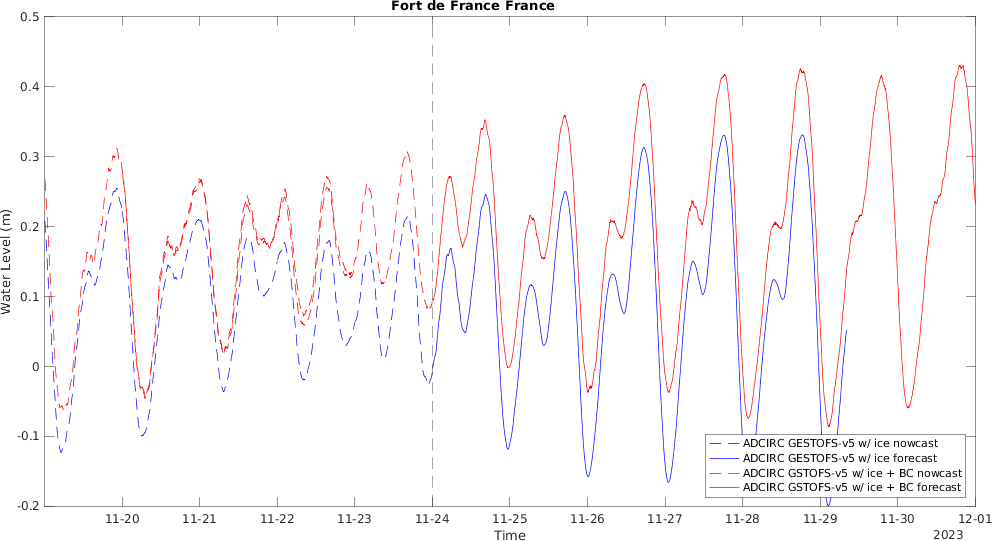 Fort de France France
Water Level (m)
0.5
0.4
0.3
0.2
0.1
0
-0.1
-0.2
ADCIRC GESTOFS-v5 w/ ice nowcast
ADCIRC GESTOFS-v5 w/ ice forecast
ADCIRC GSTOFS-v5 w/ ice + BC nowcast
ADCIRC GSTOFS-v5 w/ ice + BC forecast
11-20 11-21 11-22 11-23 11-24 11-25 11-26 11-27 11-28 11-29 11-30 12-01
Time
2023